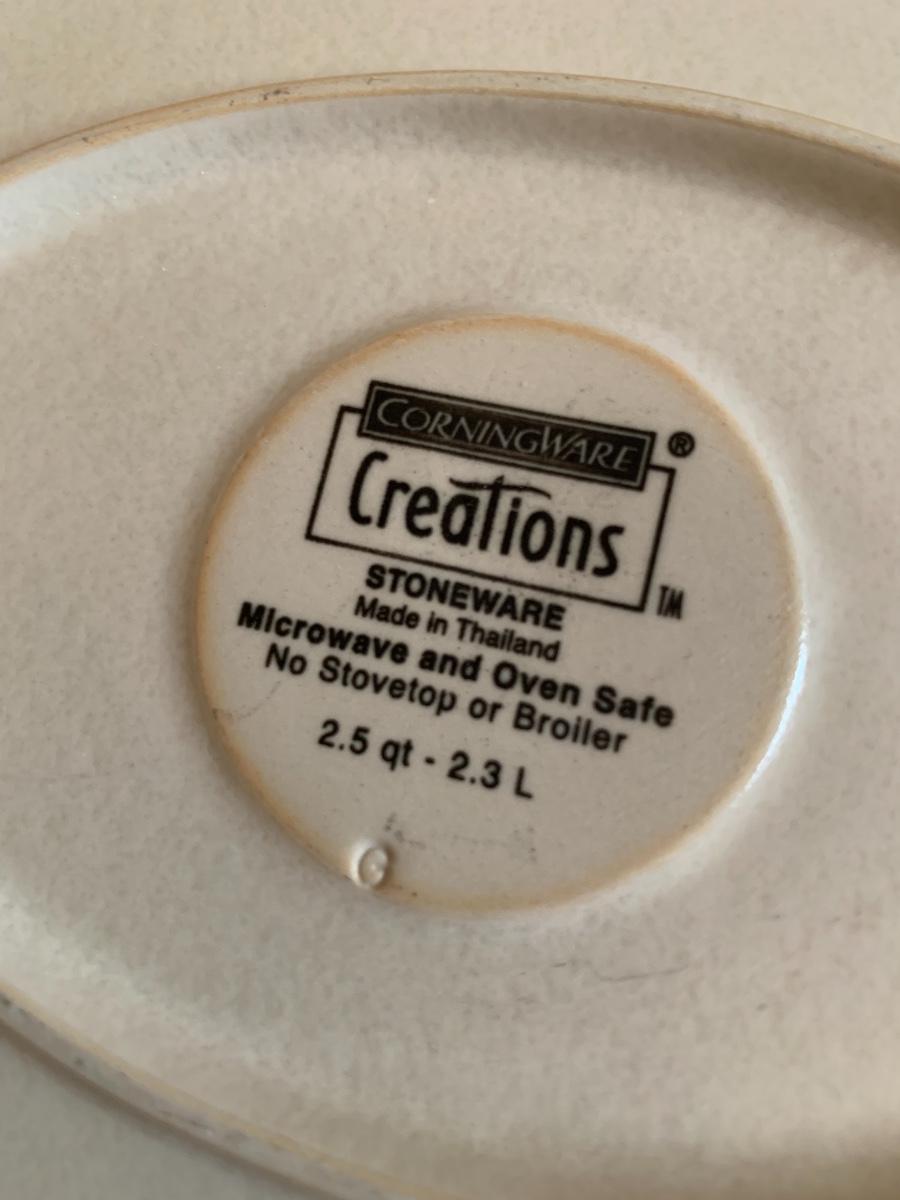 CORNINGWARE ®
Creations
TM
STONEWARE
Made in Thailand
Microwave and Oven Safe
No Stovetop or Broiler
2.5 qt - 2.3 L